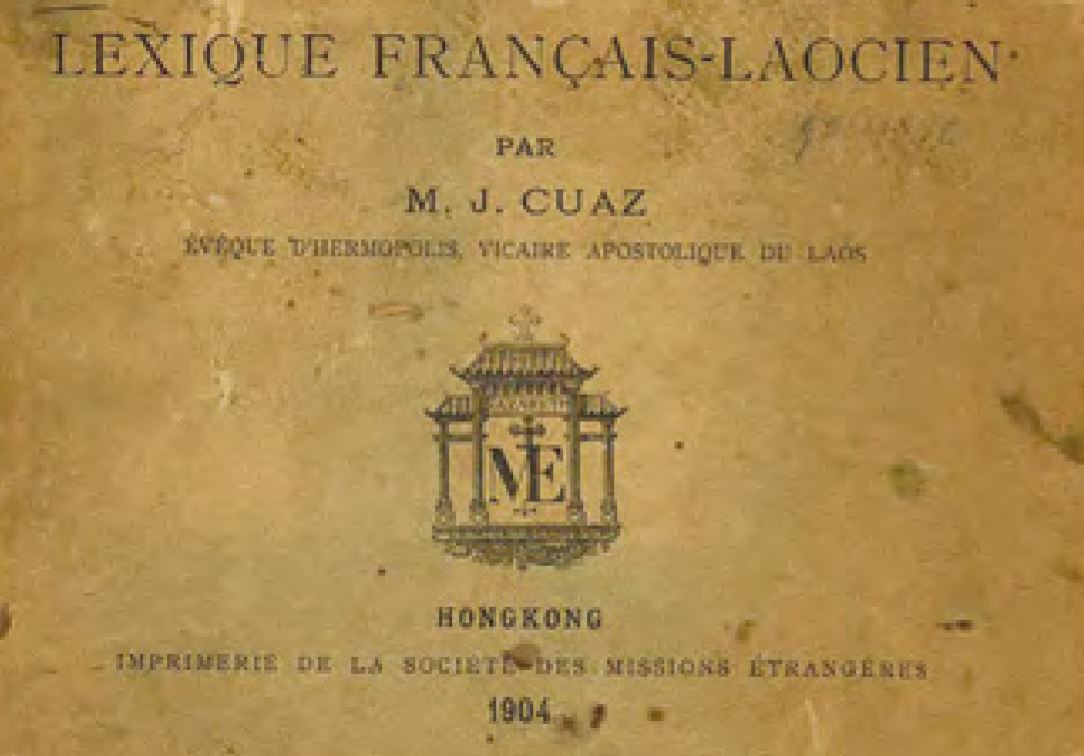 LEXIQUE FRANÇAIS-LAOCIEN
PAR
M. J. CUAZ
ÉVÊQUE D'HERMOPOLIS, VICAIRE APOSTOLIQUE DU LAOS
NAZARETH
ME
HONGKONG
IMPRIMERIE DE LA SOCIÉTÉ DES MISSIONS ÉTRANGÈRES
1904